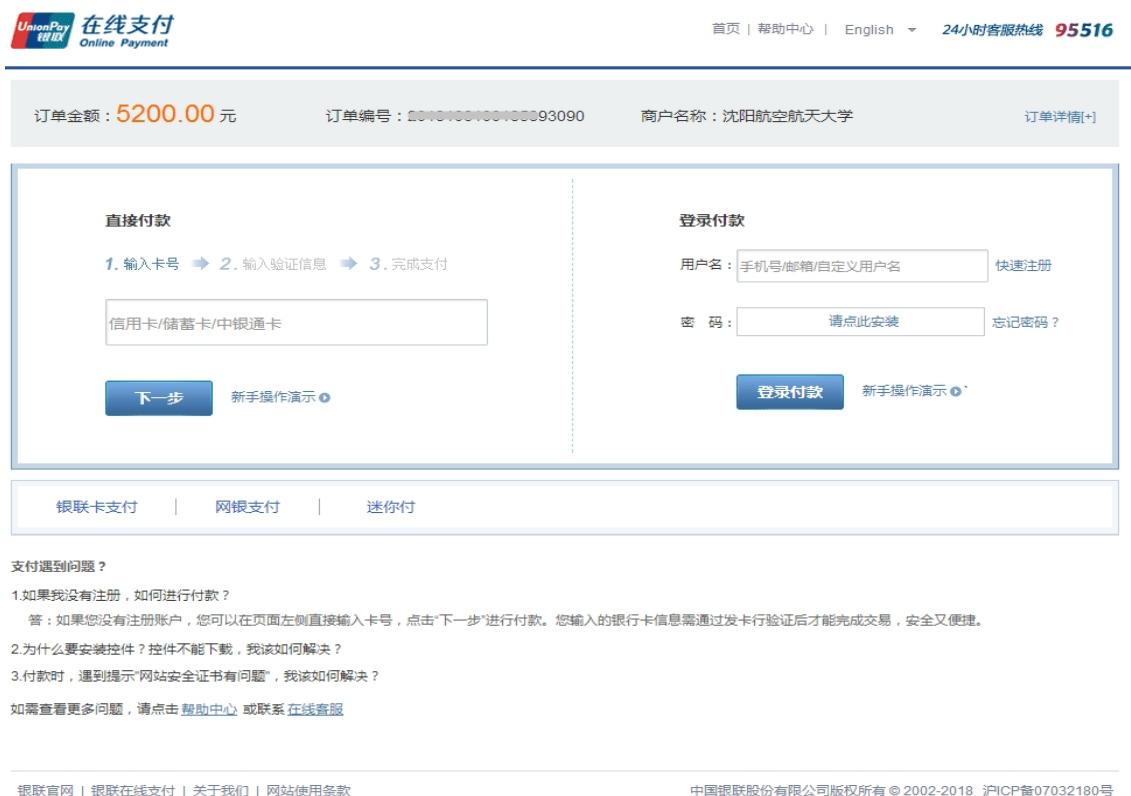 UnionPay 银联 在线支付 Online Payment
首页 | 帮助中心 | English 24小时客服热线 95516
订单金额：5200.00 元 订单编号：93090 商户名称：沈阳航空航天大学 订单详情[+]
直接付款
1. 输入卡号 2. 输入验证信息 3. 完成支付
信用卡/储蓄卡/中银通卡
下一步 新手操作演示
登录付款
用户名： 手机号/邮箱/自定义用户名 快速注册
密 码： 请点此安装 忘记密码？
登录付款 新手操作演示
银联卡支付 | 网银支付 | 迷你付
支付遇到问题？
1.如果我没有注册，如何进行付款？
答：如果您没有注册账户，您可以在页面左侧直接输入卡号，点击“下一步”进行付款。您输入的银行卡信息需通过发卡行验证后才能完成交易，安全又便捷。
2.为什么要安装控件？控件不能下载，我该如何解决？
3.付款时，遇到提示“网站安全证书有问题”，我该如何解决？
如需查看更多问题，请点击 帮助中心 或联系 在线客服
银联官网 | 银联在线支付 | 关于我们 | 网站使用条款 中国银联股份有限公司版权所有 © 2002-2018 沪ICP备07032180号